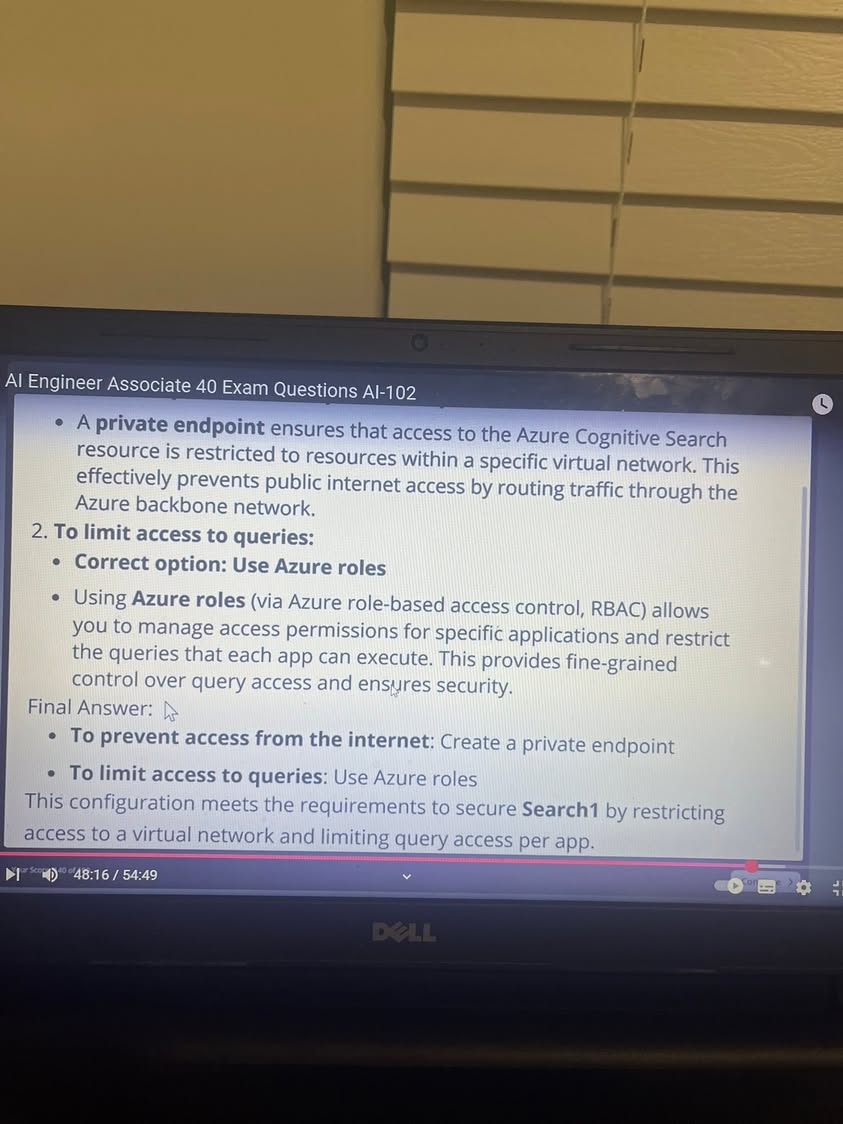 AI Engineer Associate 40 Exam Questions AI-102
• A private endpoint ensures that access to the Azure Cognitive Search
resource is restricted to resources within a specific virtual network. This
effectively prevents public internet access by routing traffic through the
Azure backbone network.
2. To limit access to queries:
• Correct option: Use Azure roles
• Using Azure roles (via Azure role-based access control, RBAC) allows
you to manage access permissions for specific applications and restrict
the queries that each app can execute. This provides fine-grained
control over query access and ensures security.
Final Answer:
• To prevent access from the internet: Create a private endpoint
• To limit access to queries: Use Azure roles
This configuration meets the requirements to secure Search1 by restricting
access to a virtual network and limiting query access per app.
48:16 / 54:49
DELL